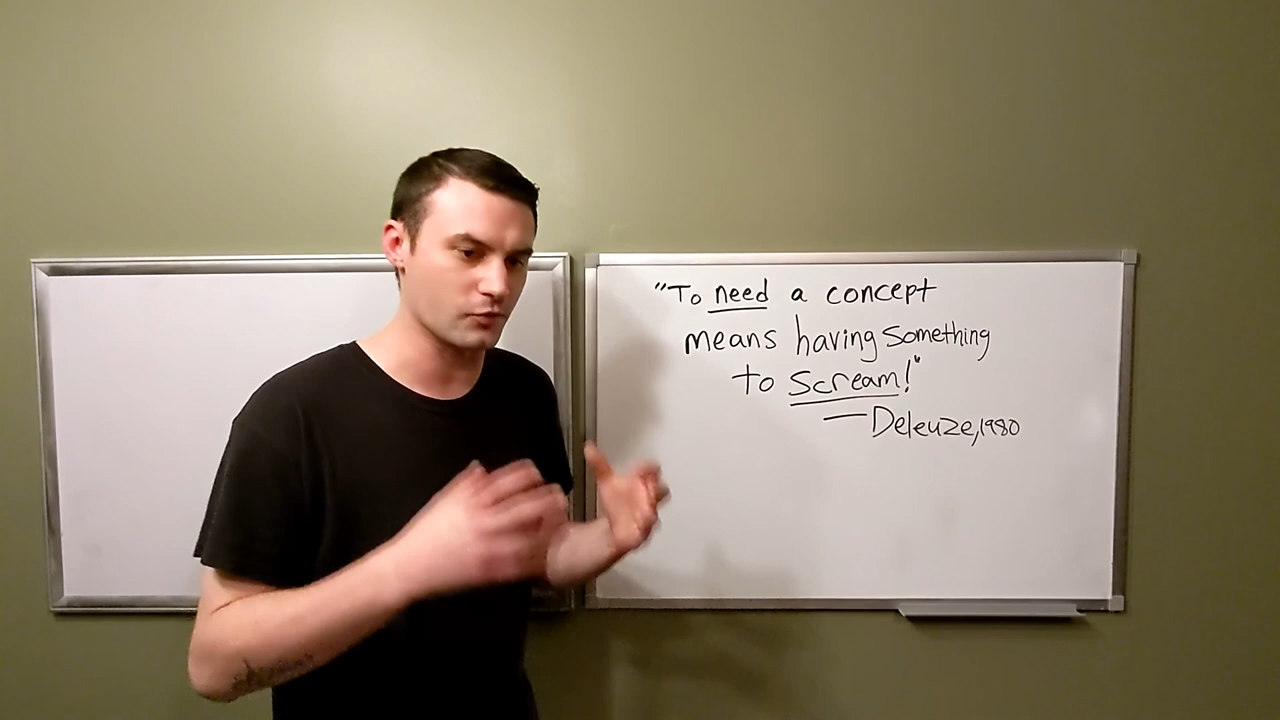 "To need a concept
means having something
to scream!"
— Deleuze, 1980